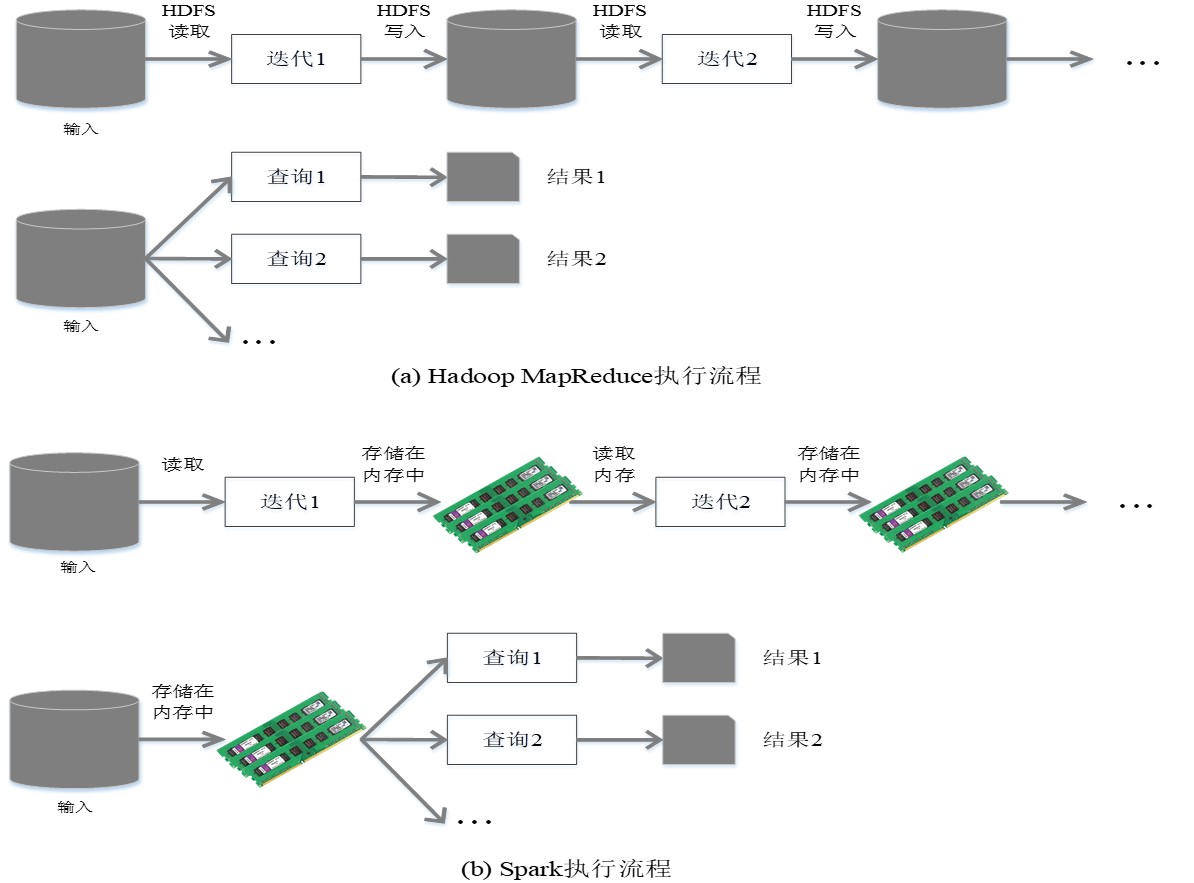 HDFS
读取
HDFS
写入
HDFS
读取
HDFS
写入
迭代1
迭代2
...
输入
查询1
结果1
查询2
结果2
输入
...
(a) Hadoop MapReduce执行流程
读取
存储在
内存中
读取
内存
存储在
内存中
迭代1
迭代2
...
输入
查询1
结果1
存储在
内存中
查询2
结果2
输入
...
(b) Spark执行流程